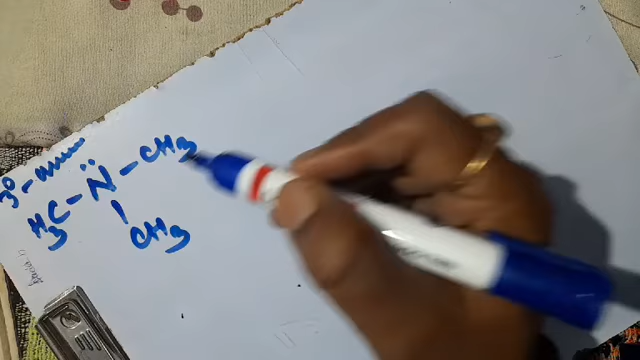 3° - amine
H3C - N̈ - CH3
|
CH3